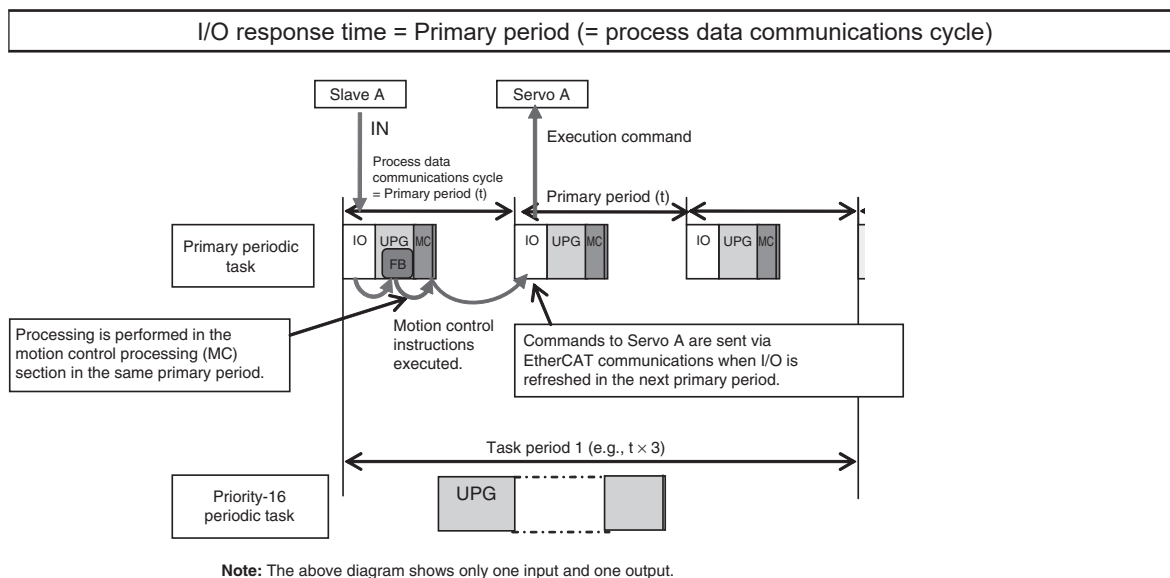 I/O response time = Primary period (= process data communications cycle)
Slave A
Servo A
IN
Execution command
Process data
communications cycle
= Primary period (t)
Primary period (t)
Primary periodic
task
IO
UPG
FB
MC
IO
UPG
MC
IO
UPG
MC
Processing is performed in the
motion control processing (MC)
section in the same primary period.
Motion control
instructions
executed.
Commands to Servo A are sent via
EtherCAT communications when I/O is
refreshed in the next primary period.
Task period 1 (e.g., t × 3)
Priority-16
periodic task
UPG
Note: The above diagram shows only one input and one output.